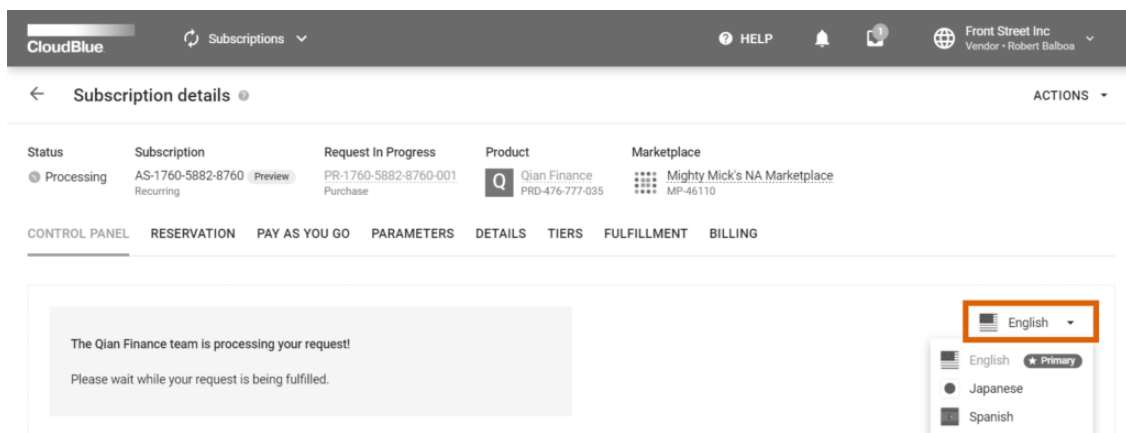 CloudBlue
Subscriptions
HELP
1
Front Street Inc
Vendor • Robert Balboa
Subscription details
ACTIONS
Status
Subscription
Request In Progress
Product
Marketplace
Processing
AS-1760-5882-8760 Preview
Recurring
PR-1760-5882-8760-001
Purchase
Q
Qian Finance
PRD-476-777-035
Mighty Mick's NA Marketplace
MP-46110
CONTROL PANEL RESERVATION PAY AS YOU GO PARAMETERS DETAILS TIERS FULFILLMENT BILLING
English
The Qian Finance team is processing your request!
Please wait while your request is being fulfilled.
English Primary
Japanese
Spanish